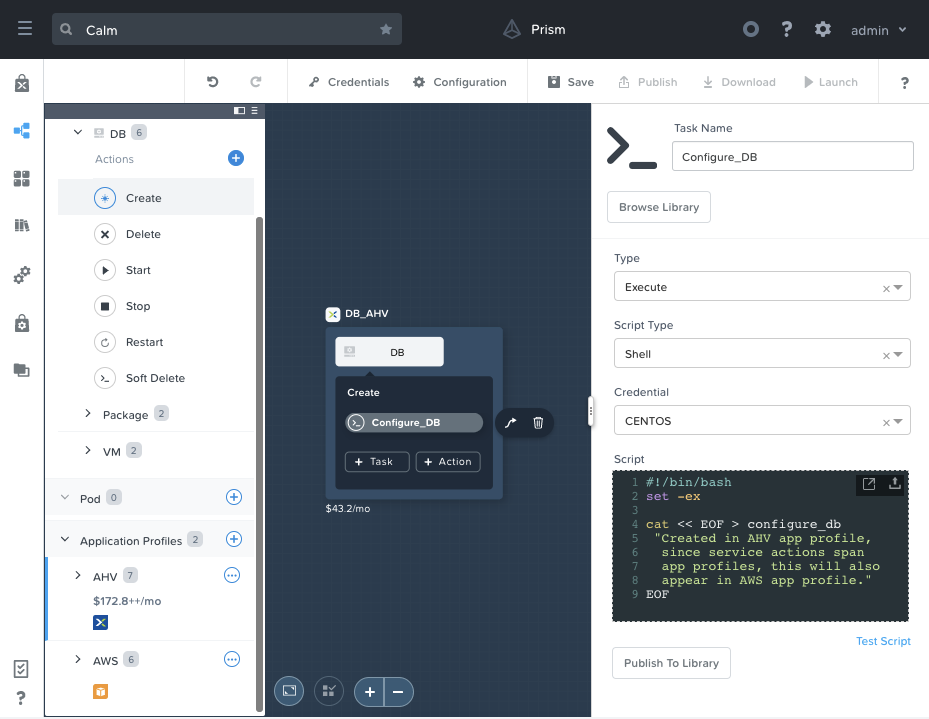 Calm
Prism
?
admin
Credentials
Configuration
Save
Publish
Download
Launch
?
DB 6
Actions
Create
Delete
Start
Stop
Restart
Soft Delete
Package 2
VM 2
Pod 0
Application Profiles 2
AHV 7
$172.8++/mo
AWS 6
?
DB_AHV
DB
Create
Configure_DB
+ Task
+ Action
$43.2/mo
Task Name
Configure_DB
Browse Library
Type
Execute
Script Type
Shell
Credential
CENTOS
Script
1 #!/bin/bash
2 set -ex
3
4 cat << EOF > configure_db
5 "Created in AHV app profile,
6 since service actions span
7 app profiles, this will also
8 appear in AWS app profile."
9 EOF
Test Script
Publish To Library